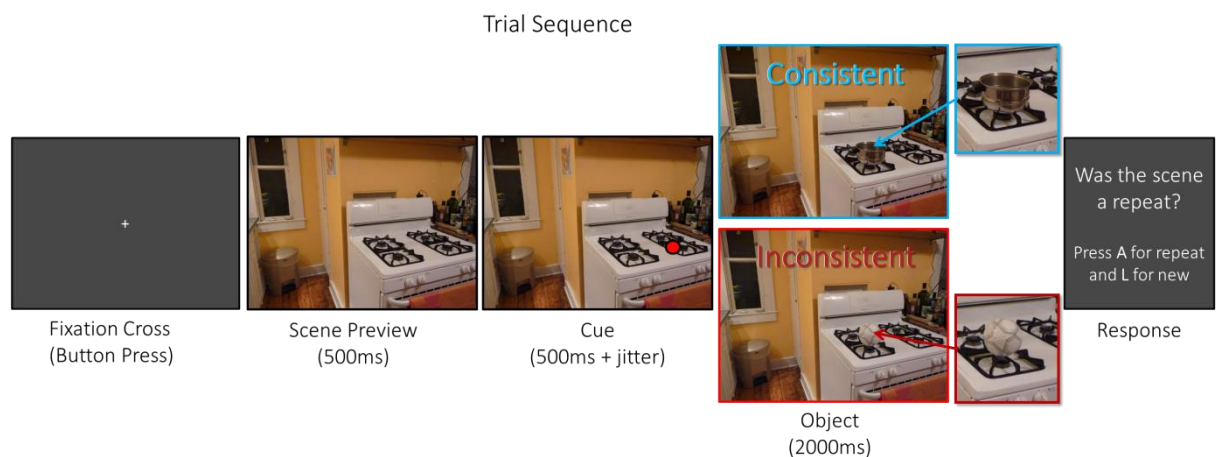 Trial Sequence
Consistent
+
Was the scene
a repeat?
Press A for repeat
and L for new
Inconsistent
Fixation Cross
(Button Press)
Scene Preview
(500ms)
Cue
(500ms + jitter)
Response
Object
(2000ms)